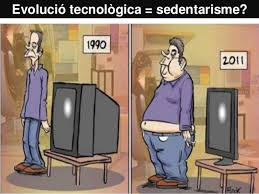 Evolució tecnològica = sedentarisme?
1990
2011